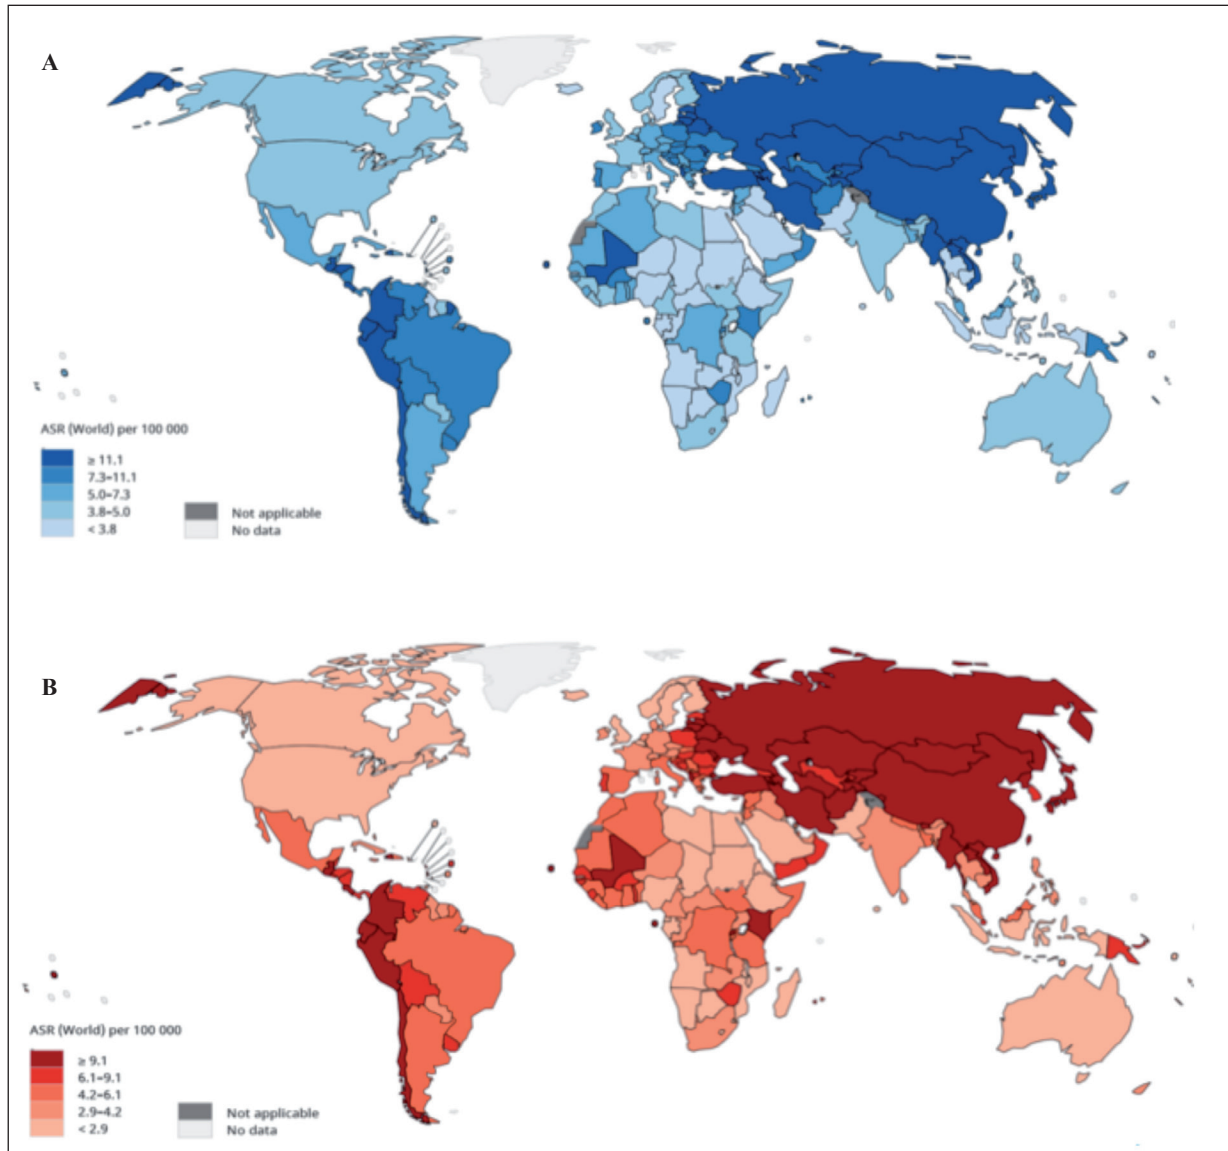 A
ASR (World) per 100 000
≥ 11.1
7.3–11.1
5.0–7.3
3.8–5.0
< 3.8
Not applicable
No data
B
ASR (World) per 100 000
≥ 9.1
6.1–9.1
4.2–6.1
2.9–4.2
< 2.9
Not applicable
No data